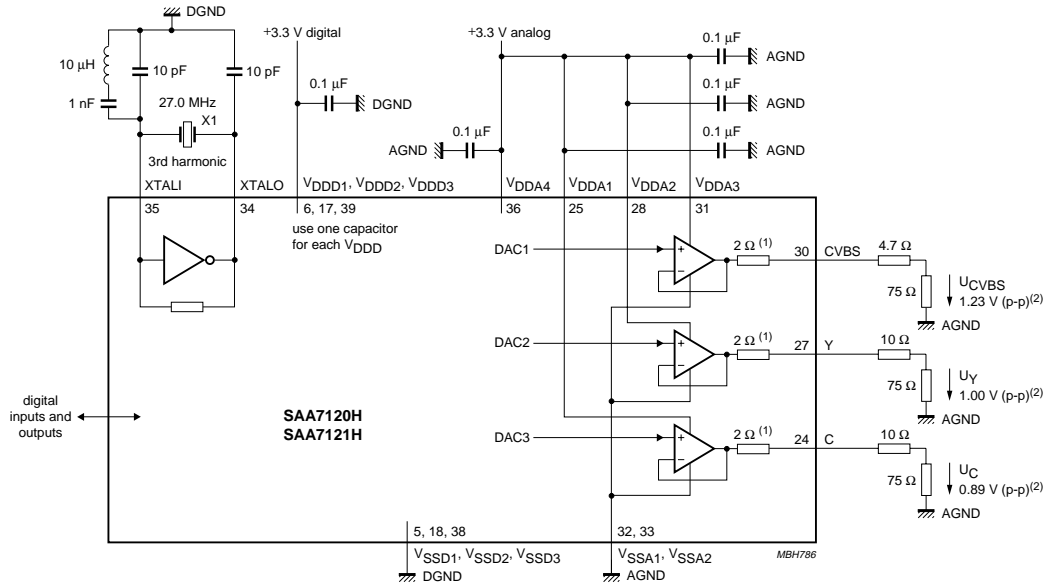 DGND
+3.3 V digital
+3.3 V analog
10 μH
10 pF
10 pF
1 nF
27.0 MHz
X1
3rd harmonic
0.1 μF
DGND
0.1 μF
AGND
0.1 μF
AGND
0.1 μF
AGND
0.1 μF
AGND
XTALI
XTALO
VDDD1, VDDD2, VDDD3
VDDA4
VDDA1
VDDA2
VDDA3
35
34
6, 17, 39
36
25
28
31
use one capacitor
for each VDDD
DAC1
+
−
2 Ω (1)
30
CVBS
4.7 Ω
75 Ω
UCVBS
1.23 V (p-p)(2)
AGND
DAC2
+
−
2 Ω (1)
27
Y
10 Ω
75 Ω
UY
1.00 V (p-p)(2)
AGND
digital
inputs and
outputs
SAA7120H
SAA7121H
DAC3
+
−
2 Ω (1)
24
C
10 Ω
75 Ω
UC
0.89 V (p-p)(2)
AGND
5, 18, 38
32, 33
VSSD1, VSSD2, VSSD3
VSSA1, VSSA2
MBH786
DGND
AGND